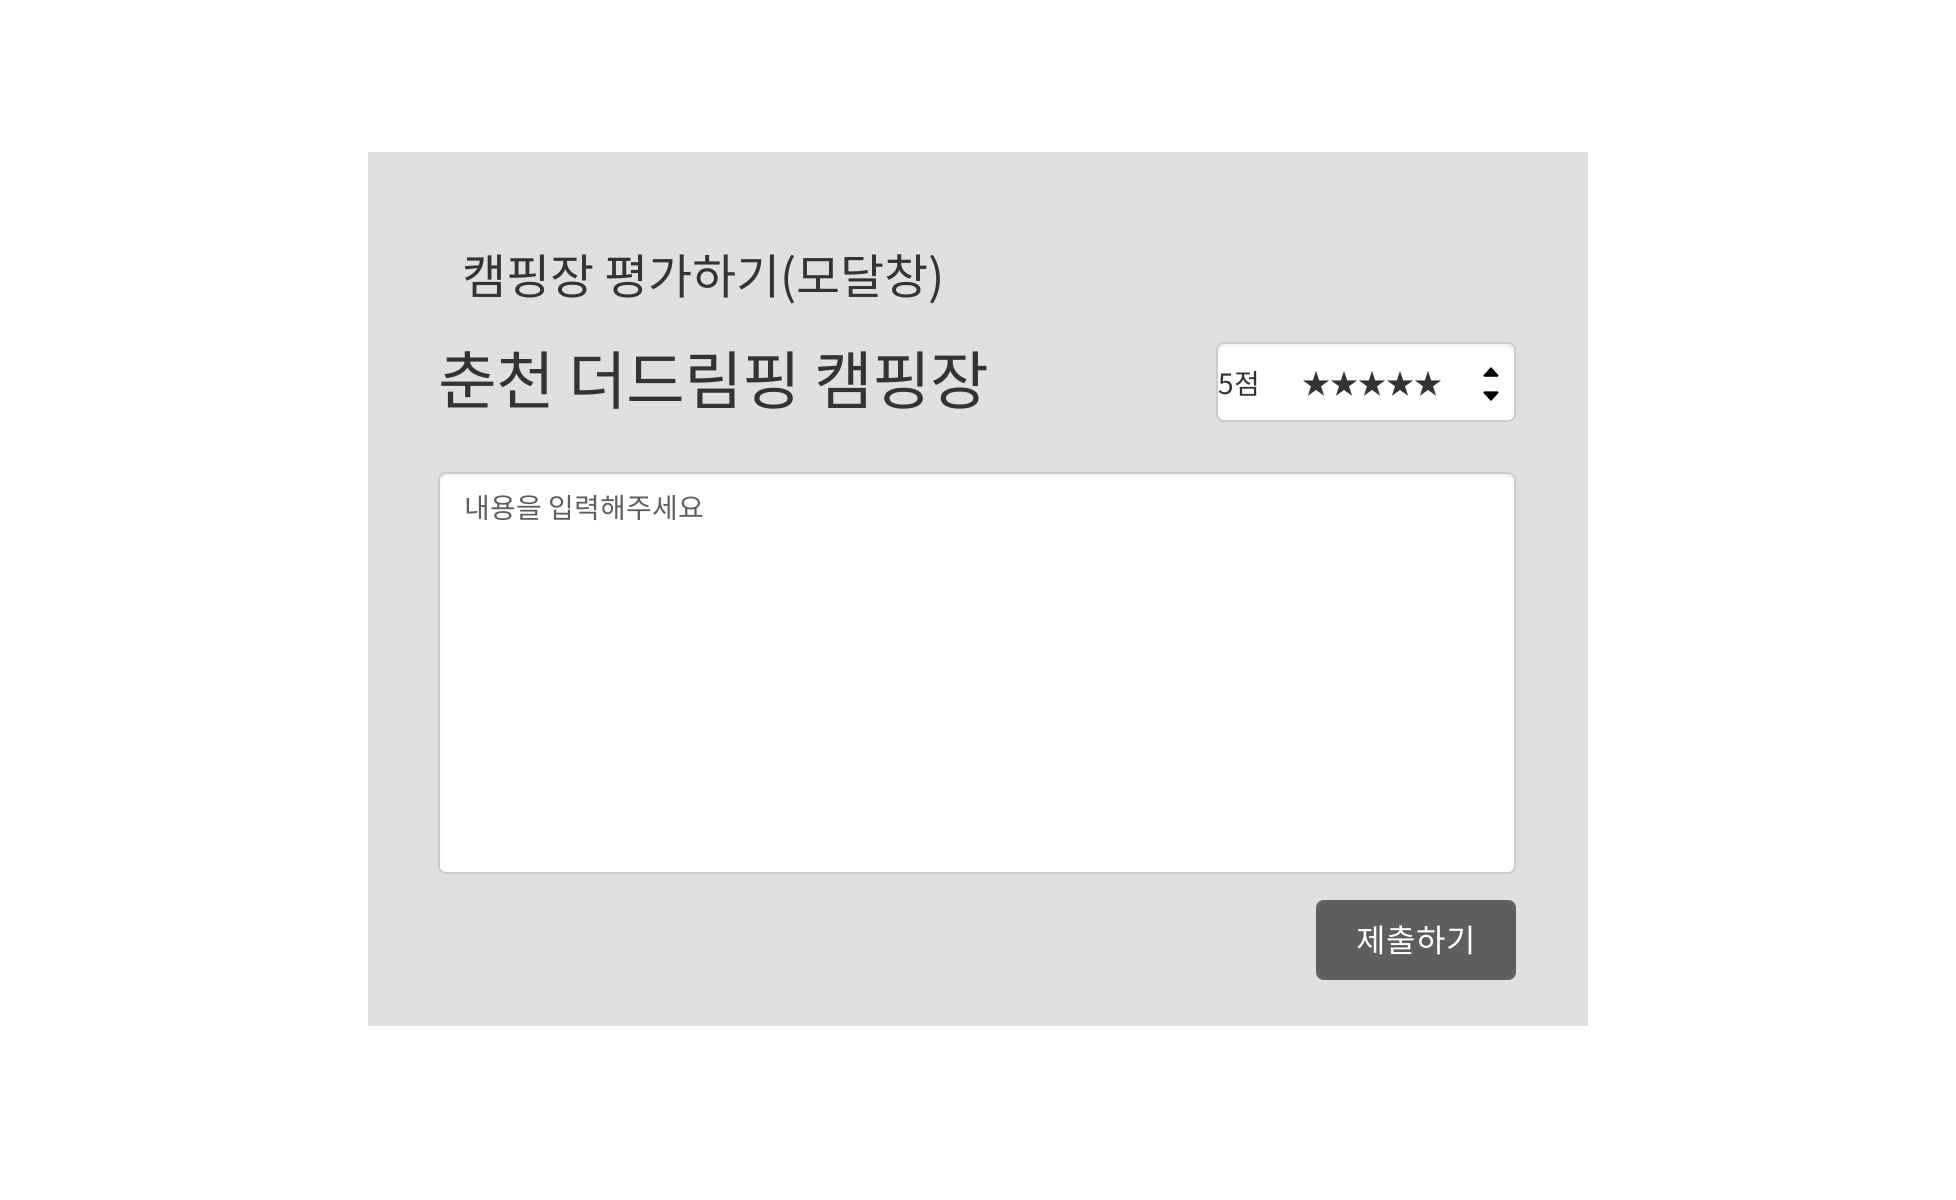 캠핑장 평가하기(모달창)
춘천 더드림핑 캠핑장
5점 ★★★★★
내용을 입력해주세요
제출하기